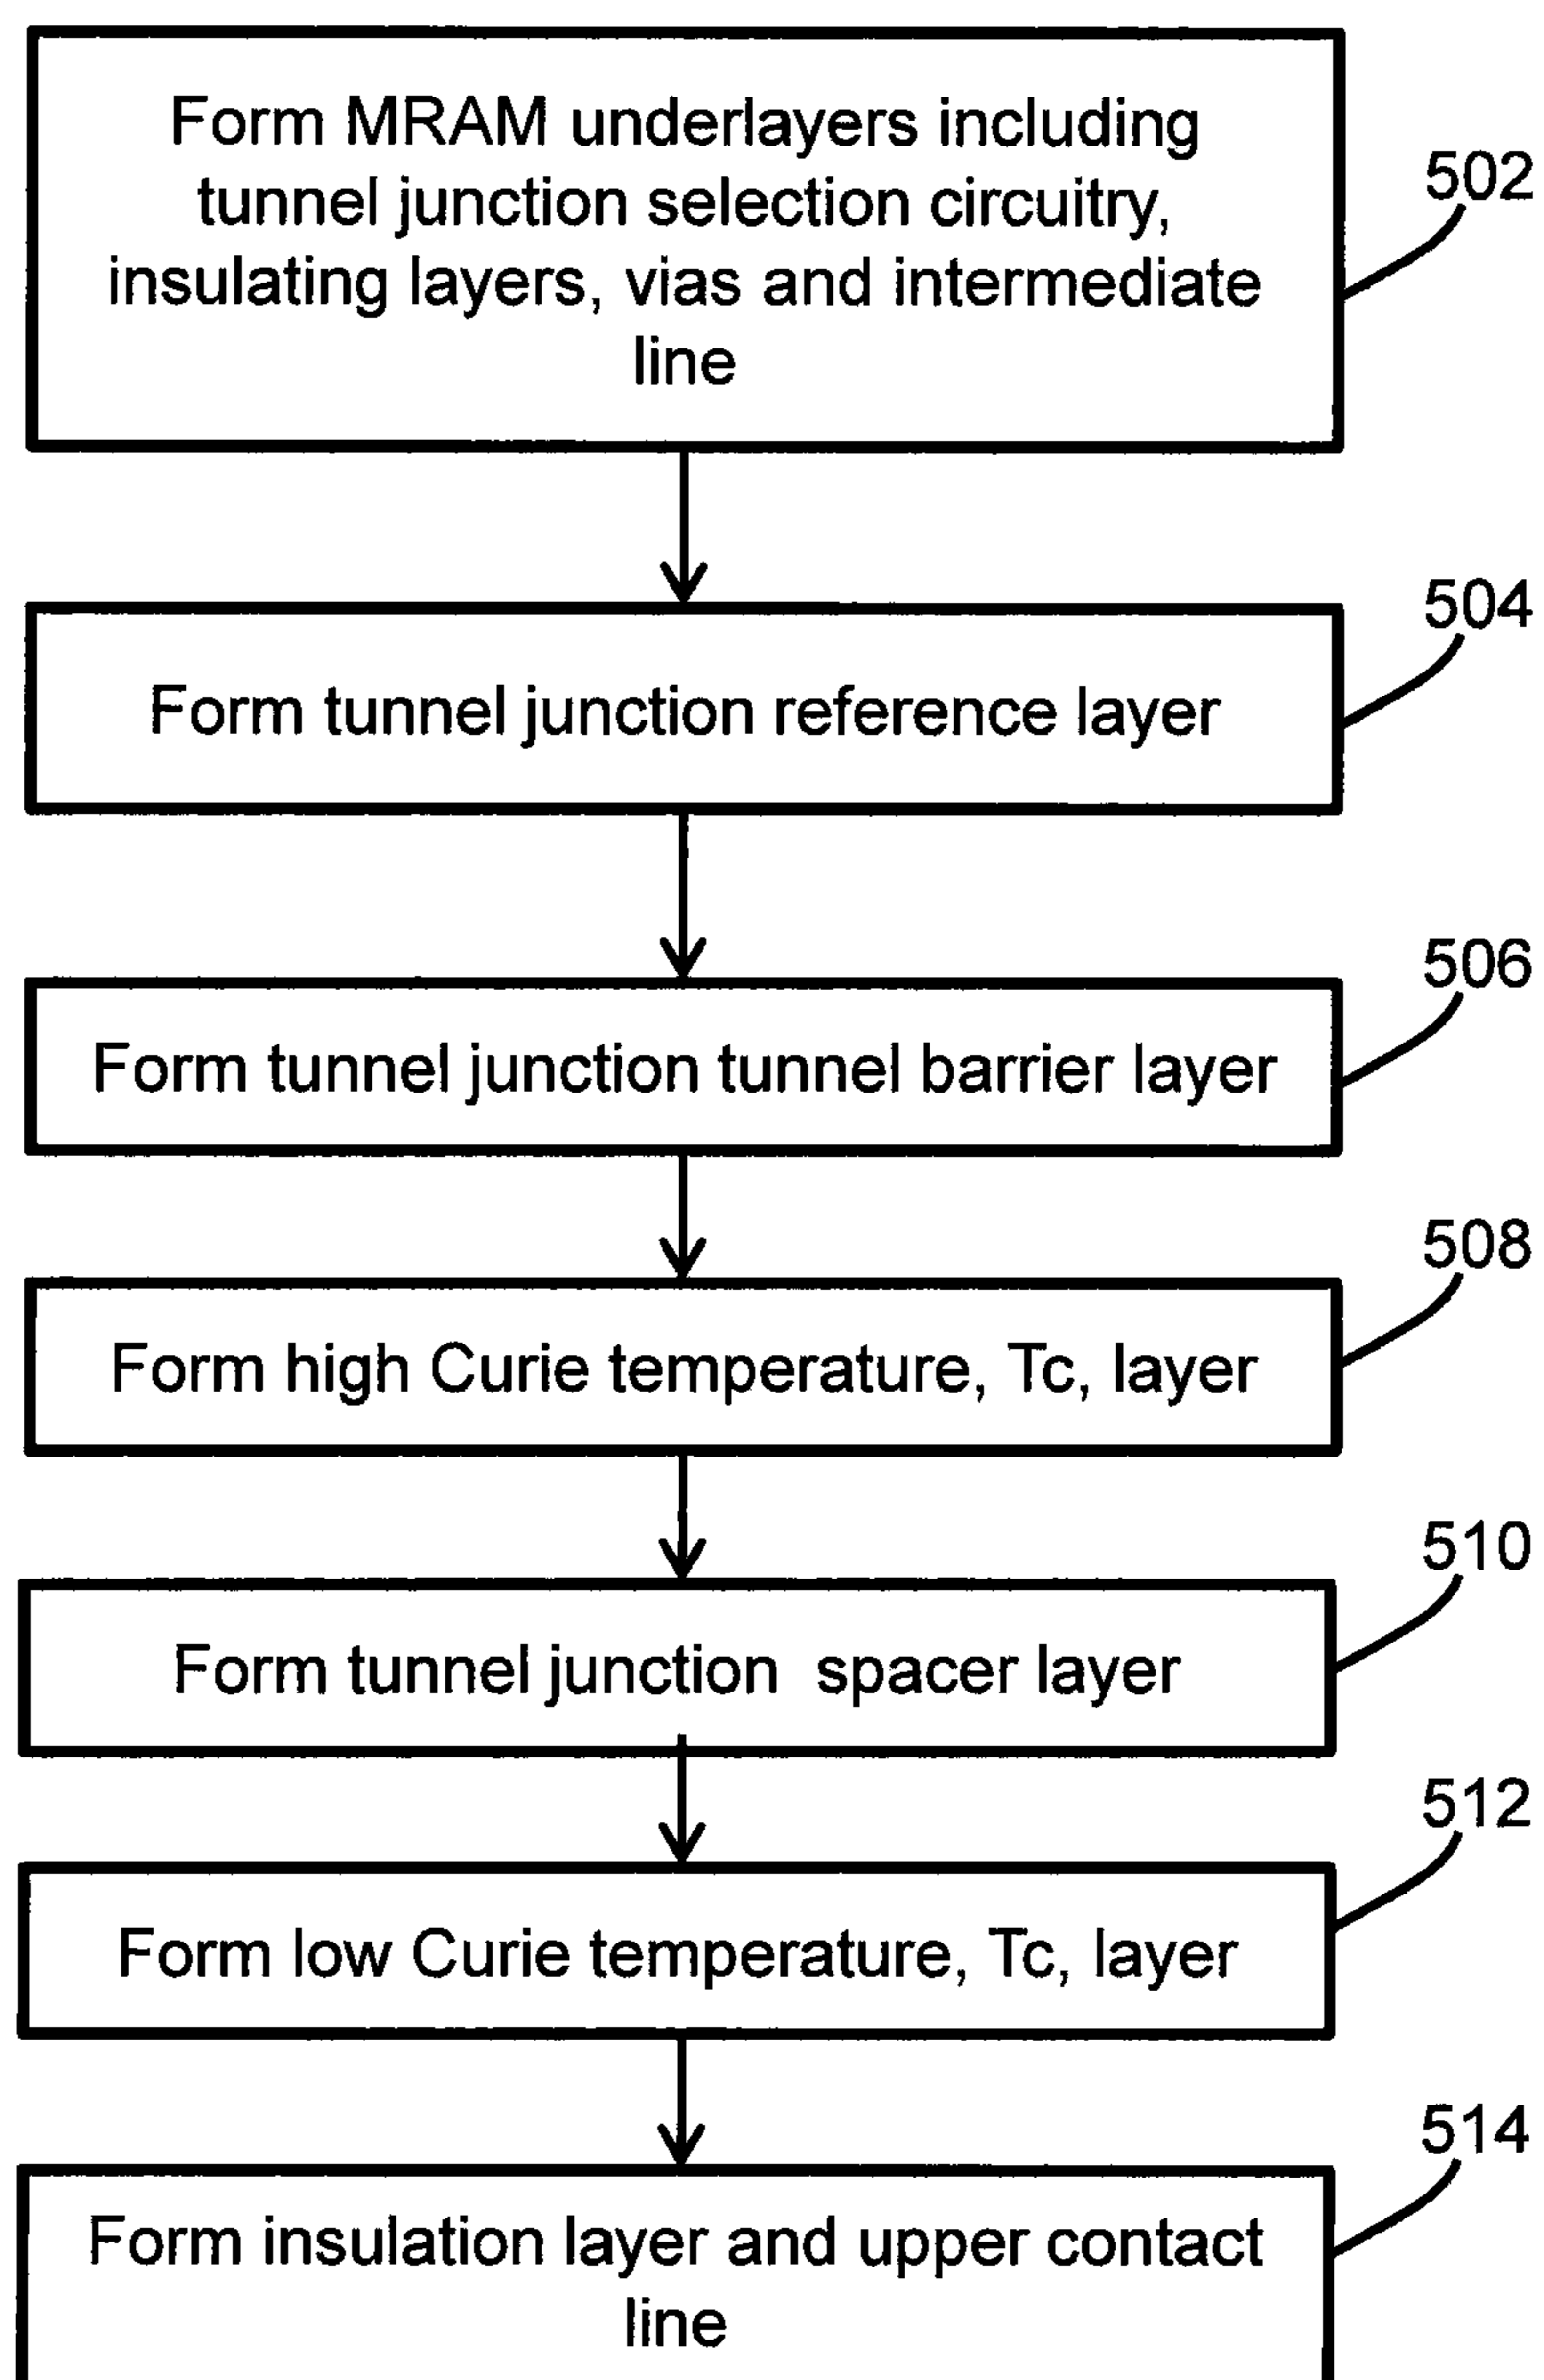 Form MRAM underlayers including
tunnel junction selection circuitry,
insulating layers, vias and intermediate
line
502
Form tunnel junction reference layer
504
Form tunnel junction tunnel barrier layer
506
Form high Curie temperature, Tc, layer
508
Form tunnel junction  spacer layer
510
Form low Curie temperature, Tc, layer
512
Form insulation layer and upper contact
line
514